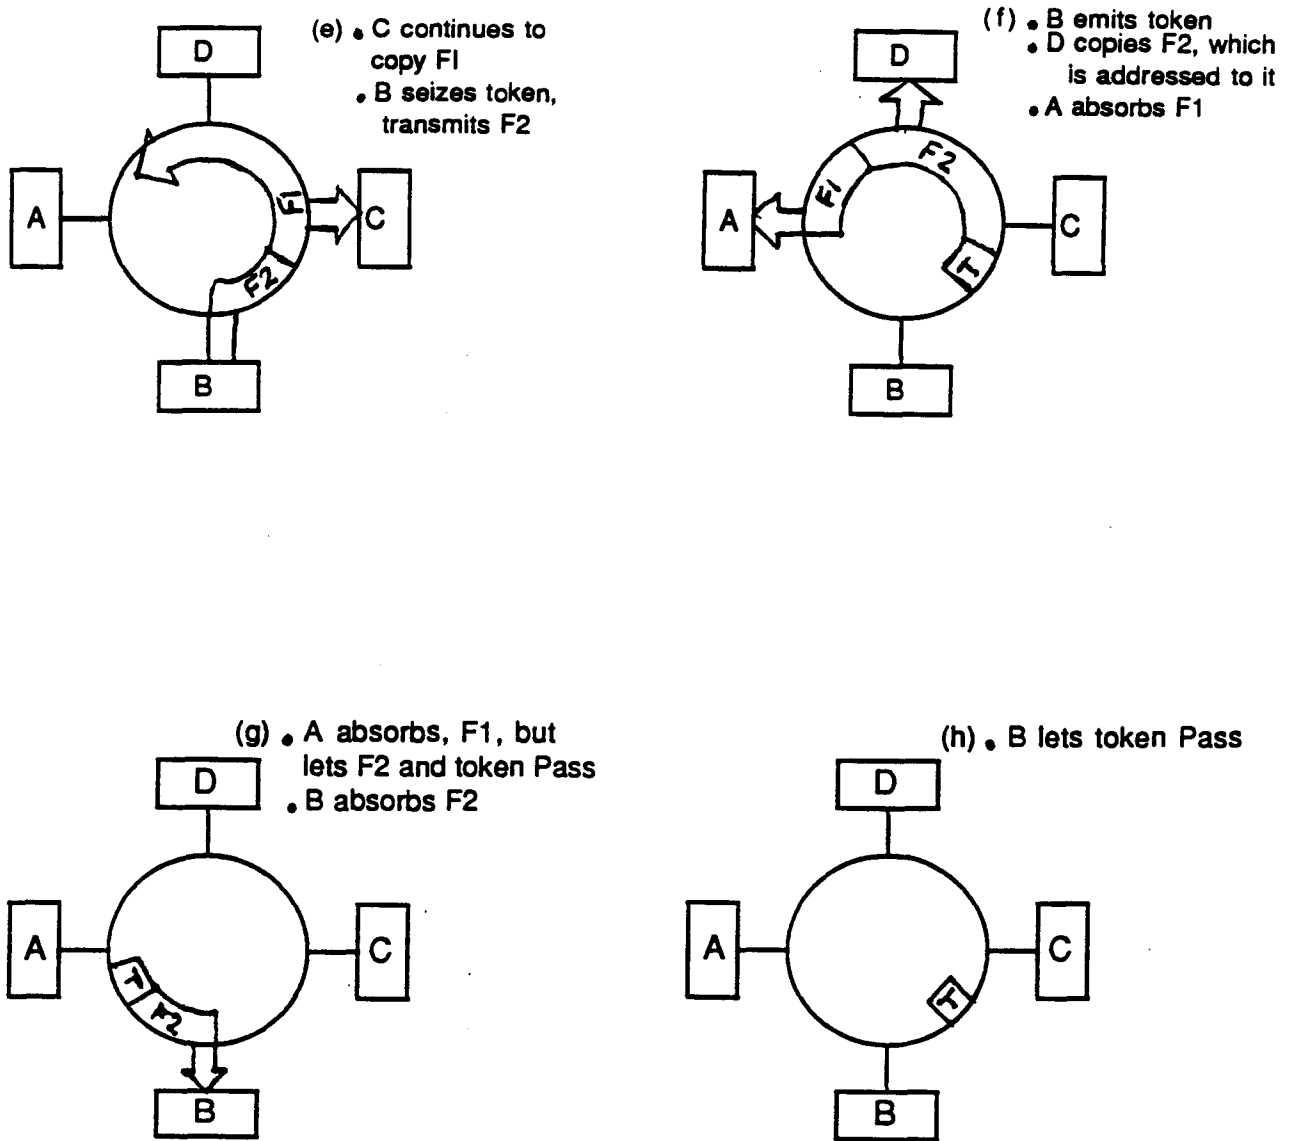 (e) • C continues to
copy F1
• B seizes token,
transmits F2
D
A
F1
C
F2
B
(f) • B emits token
• D copies F2, which
is addressed to it
• A absorbs F1
D
F2
F1
A
C
T
B
(g) • A absorbs, F1, but
lets F2 and token Pass
• B absorbs F2
D
A
C
T
F2
B
(h) • B lets token Pass
D
A
C
T
B